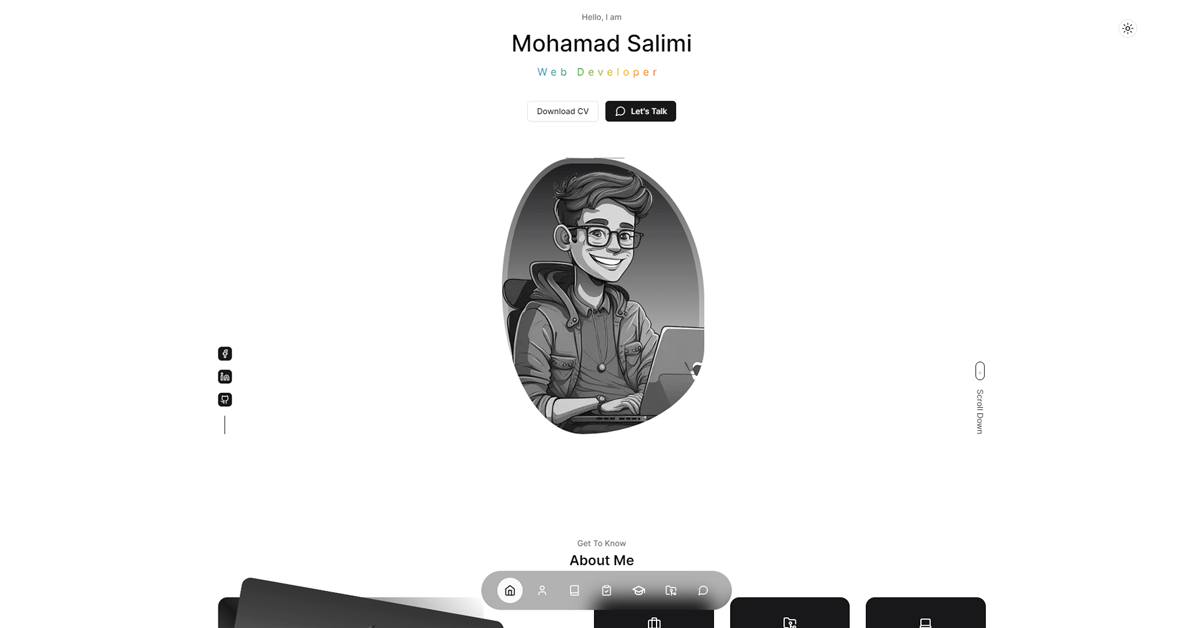 Hello, I am
Mohamad Salimi
Web Developer
Download CV
Let's Talk
Scroll Down
Get To Know
About Me